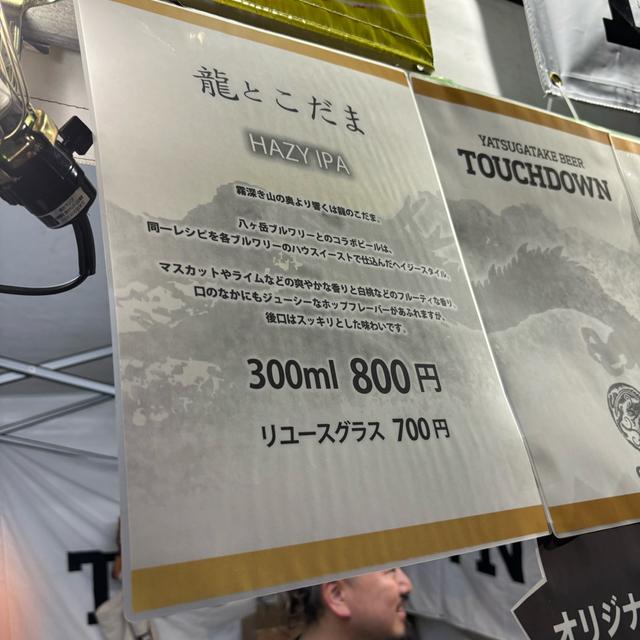 龍とこだま
HAZY IPA
霧深き山の奥より響くは龍のこだま。
八ヶ岳ブルワリーとのコラボビールは、
同一レシピを各ブルワリーのハウスイーストで仕込んだヘイジースタイル。
マスカットやライムなどの爽やかな香りと白桃などのフルーティな香り、
口のなかにもジューシーなホップフレーバーがあふれますが、
後口はスッキリとした味わいです。
300ml 800円
リユースグラス 700円
YATSUGATAKE BEER
TOUCHDOWN
オリジナ